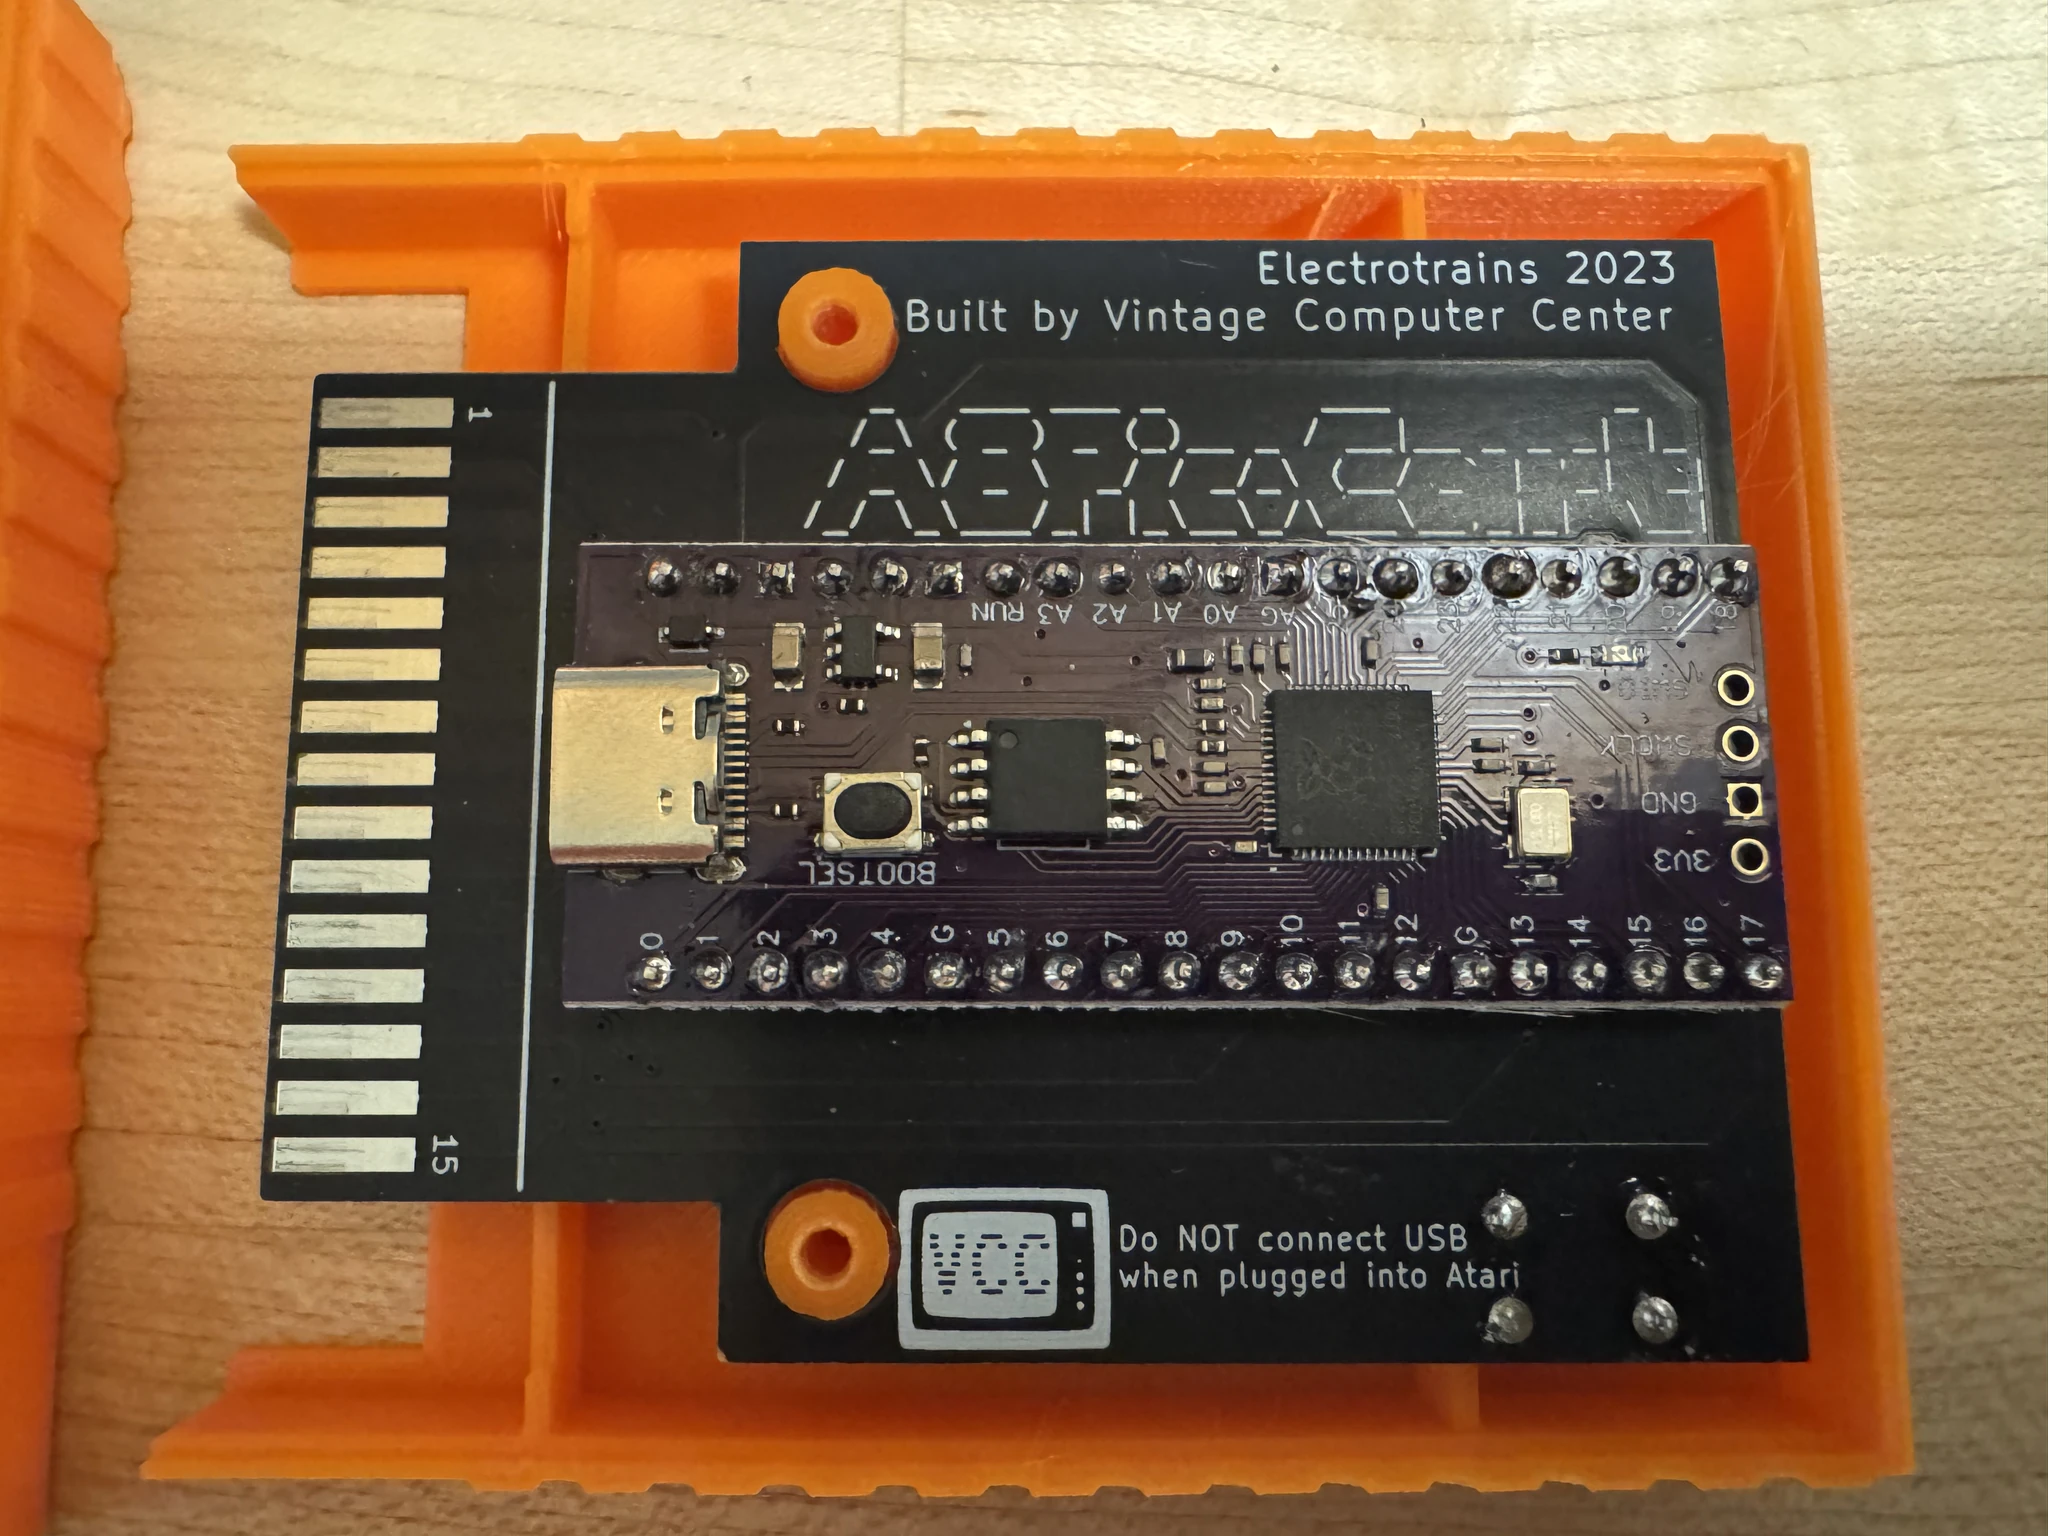 Electrotrains 2023
Built by Vintage Computer Center
A8PicoCart
1
RUN A3 A2 A1 A0 AG
18
SWDIO
SWCLK
GND
3V3
BOOTSEL
0 1 2 3 4 G 5 6 7 8 9 10 11 12 G 13 14 15 16 17
15
VCC
Do NOT connect USB
when plugged into Atari